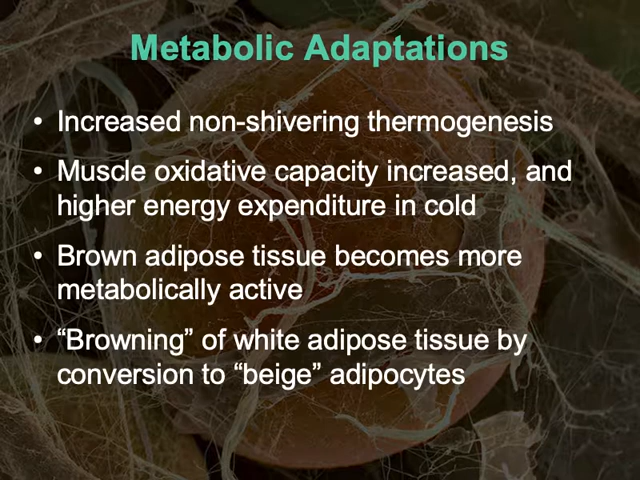 Metabolic Adaptations
• Increased non-shivering thermogenesis
• Muscle oxidative capacity increased, and
higher energy expenditure in cold
• Brown adipose tissue becomes more
metabolically active
• “Browning” of white adipose tissue by
conversion to “beige” adipocytes